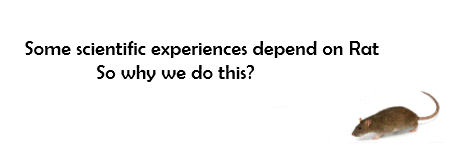 Some scientific experiences depend on Rat
So why we do this?